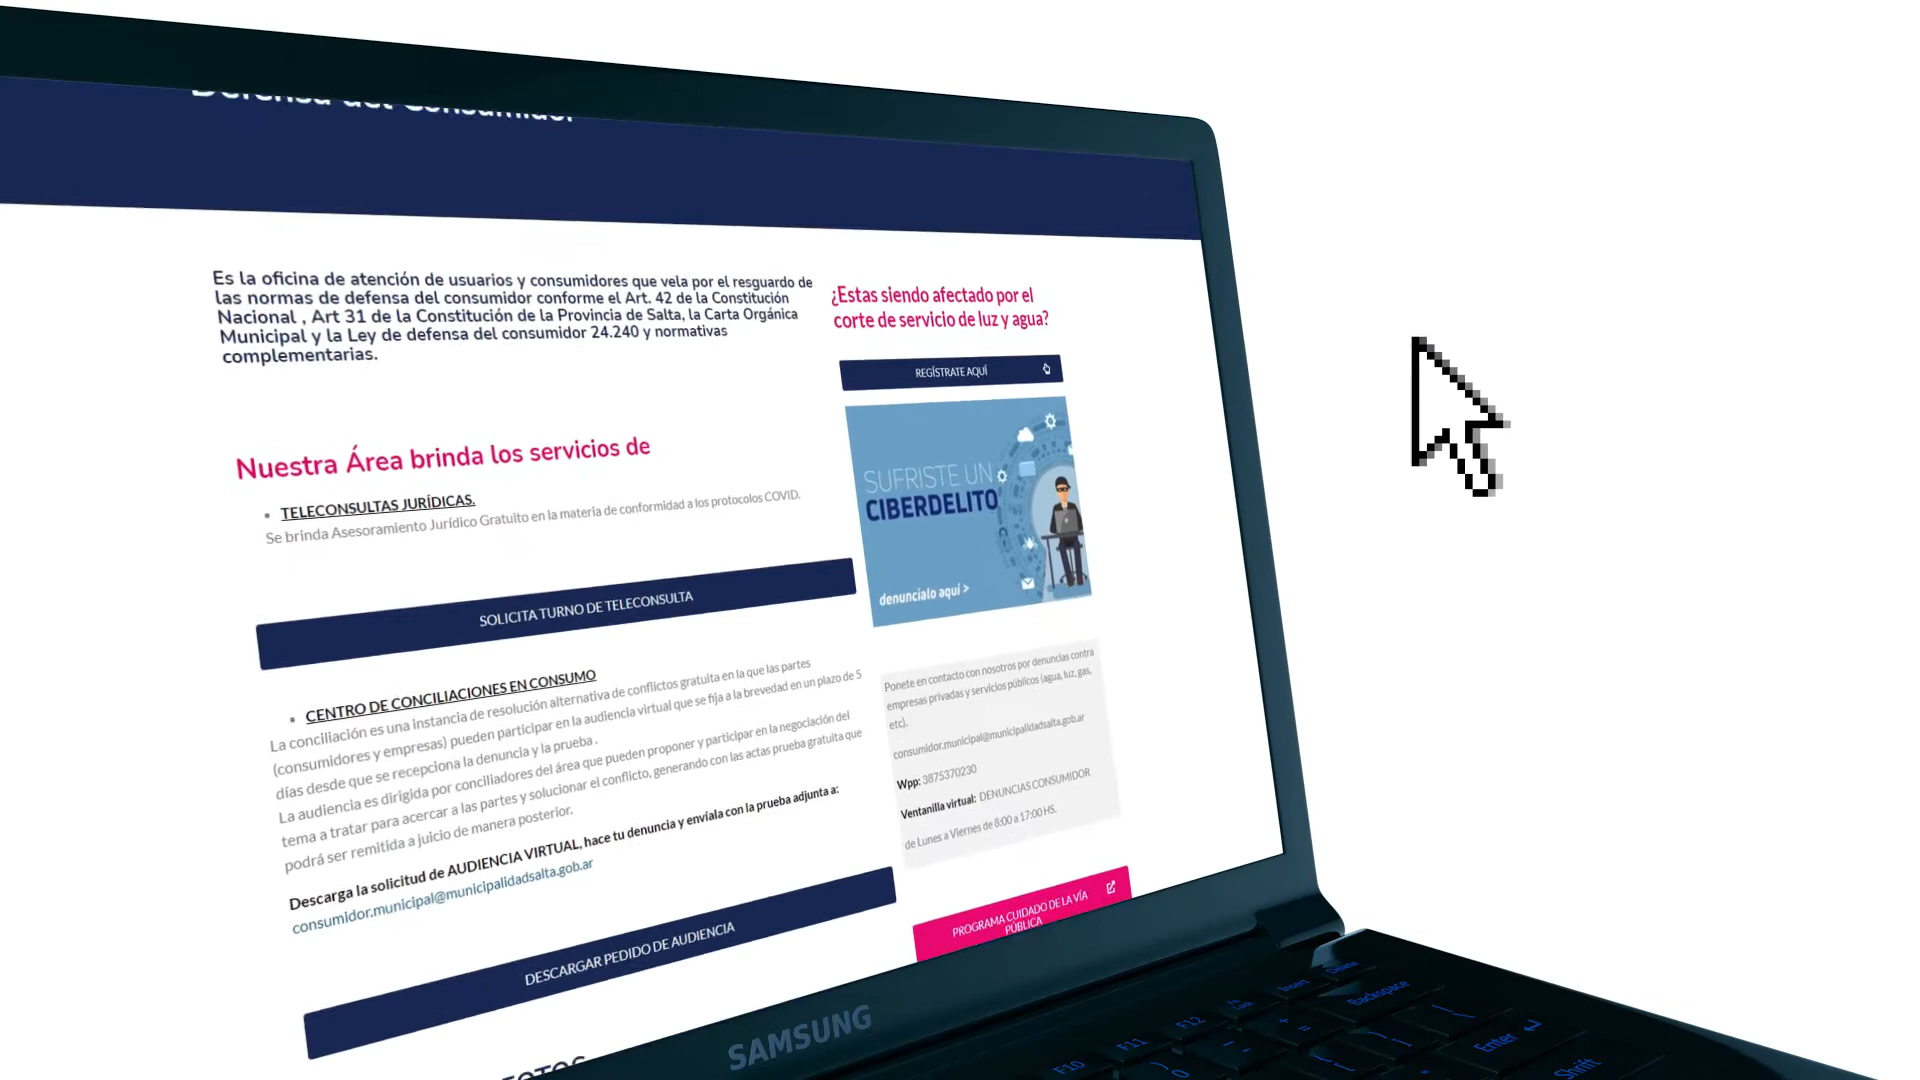 Defensa del Consumidor
Es la oficina de atención de usuarios y consumidores que vela por el resguardo de
las normas de defensa del consumidor conforme el Art. 42 de la Constitución
Nacional , Art 31 de la Constitución de la Provincia de Salta, la Carta Orgánica
Municipal y la Ley de defensa del consumidor 24.240 y normativas
complementarias.
Nuestra Área brinda los servicios de
TELECONSULTAS JURÍDICAS.
Se brinda Asesoramiento Jurídico Gratuito en la materia de conformidad a los protocolos COVID.
SOLICITA TURNO DE TELECONSULTA
CENTRO DE CONCILIACIONES EN CONSUMO
La conciliación es una instancia de resolución alternativa de conflictos gratuita en la que las partes
(consumidores y empresas) pueden participar en la audiencia virtual que se fija a la brevedad en un plazo de 5
días desde que se recepciona la denuncia y la prueba .
La audiencia es dirigida por conciliadores del área que pueden proponer y participar en la negociación del
tema a tratar para acercar a las partes y solucionar el conflicto, generando con las actas prueba gratuita que
podrá ser remitida a juicio de manera posterior.
Descarga la solicitud de AUDIENCIA VIRTUAL, hace tu denuncia y envíala con la prueba adjunta a:
consumidor.municipal@municipalidadsalta.gob.ar
DESCARGAR PEDIDO DE AUDIENCIA
¿Estas siendo afectado por el
corte de servicio de luz y agua?
REGÍSTRATE AQUÍ
SUFRISTE UN
CIBERDELITO
denuncialo aquí >
Ponete en contacto con nosotros por denuncias contra
empresas privadas y servicios públicos (agua, luz, gas,
etc).
consumidor.municipal@municipalidadsalta.gob.ar
Wpp: 3875370230
Ventanilla virtual: DENUNCIAS CONSUMIDOR
de Lunes a Viernes de 8:00 a 17:00 HS.
PROGRAMA CUIDADO DE LA VÍA
PÚBLICA
SAMSUNG
F10 F11 F12 Insert Delete
Backspace
Enter
Shift